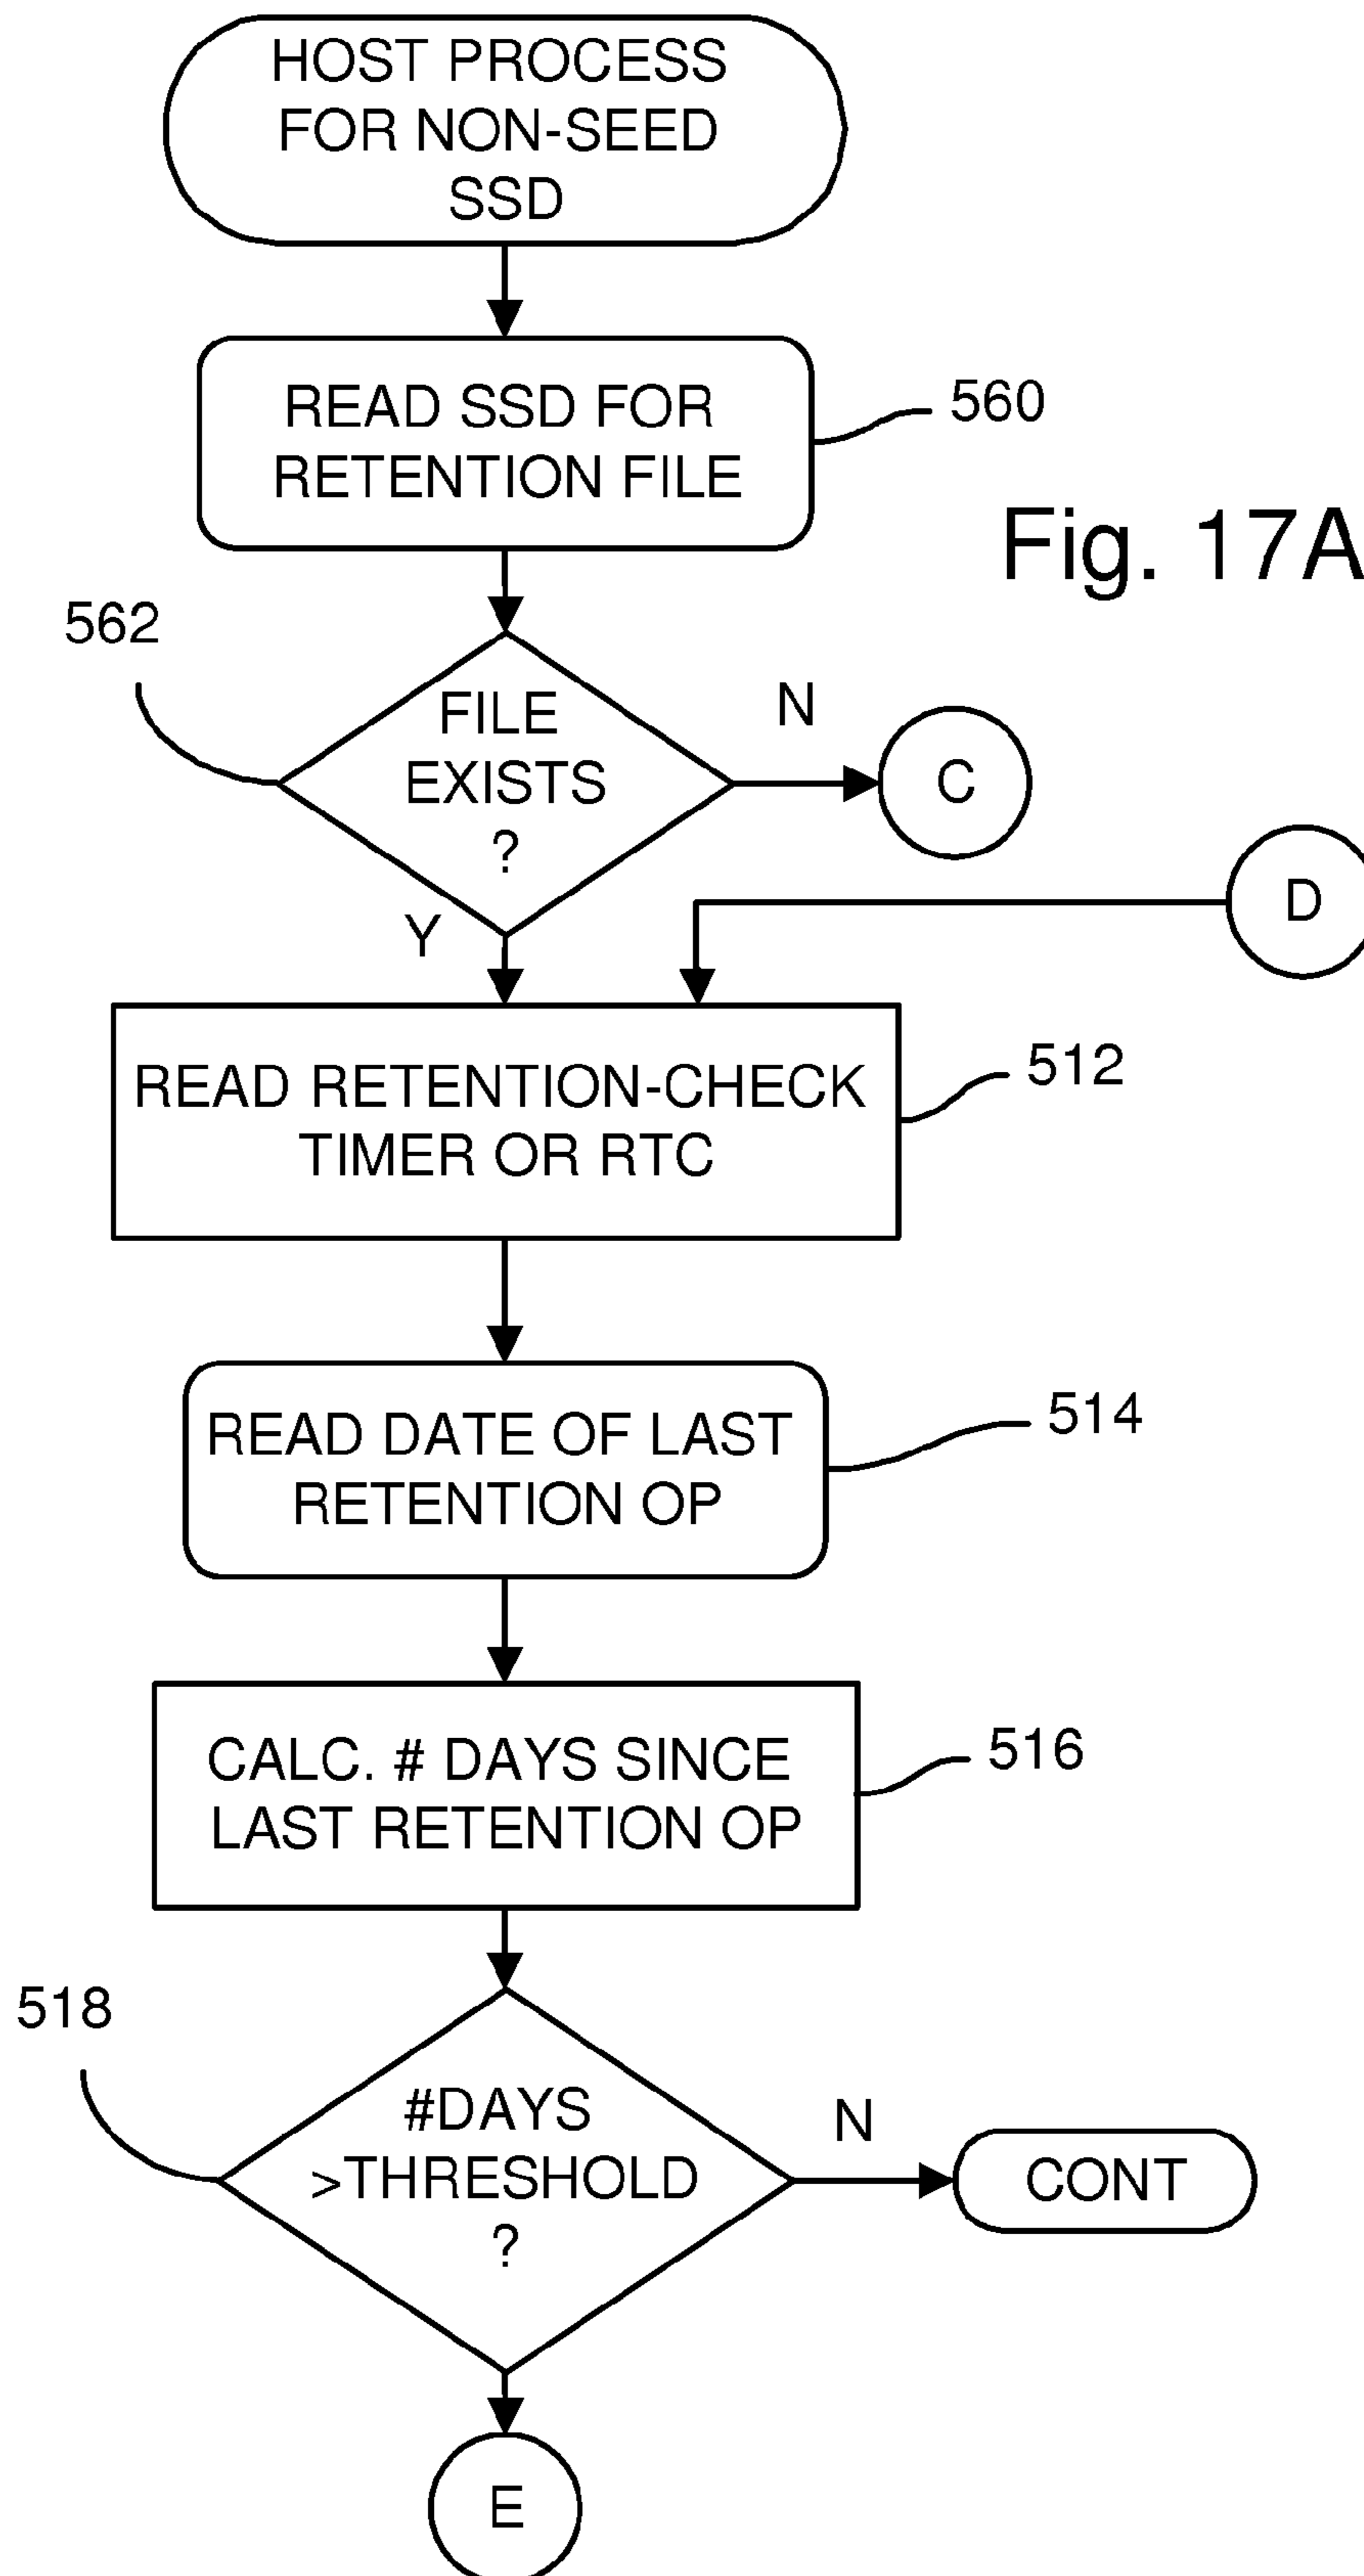 HOST PROCESS
FOR NON-SEED
SSD
READ SSD FOR
RETENTION FILE
560
Fig. 17A
562
FILE
EXISTS
?
N
C
D
Y
READ RETENTION-CHECK
TIMER OR RTC
512
READ DATE OF LAST
RETENTION OP
514
CALC. # DAYS SINCE
LAST RETENTION OP
516
518
#DAYS
>THRESHOLD
?
N
CONT
E